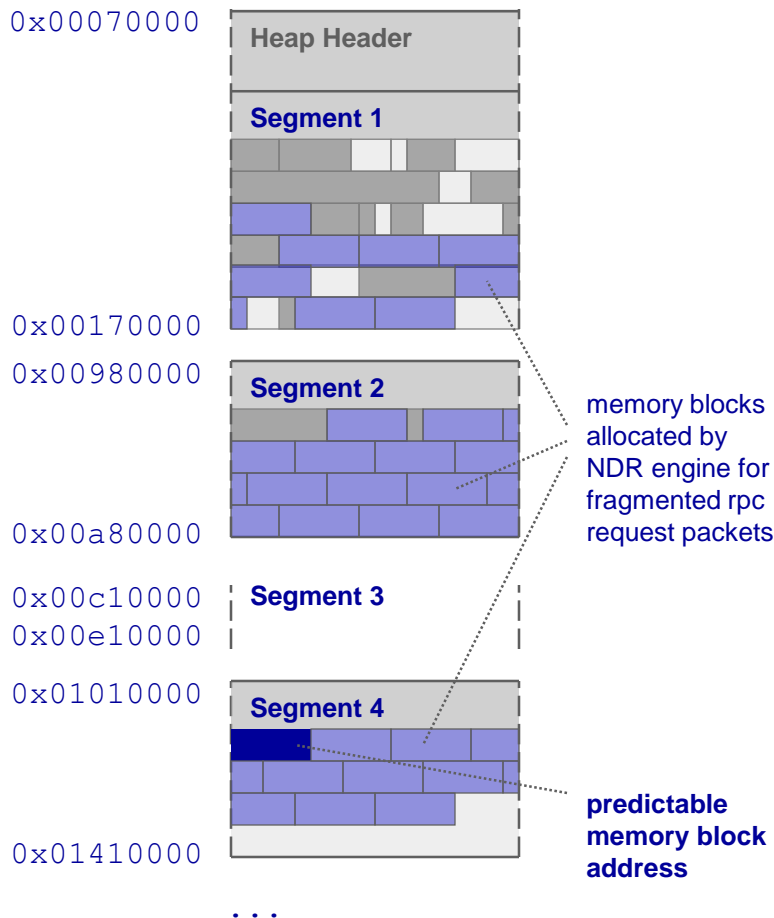 0x00070000
Heap Header
Segment 1
0x00170000
0x00980000
Segment 2
memory blocks
allocated by
NDR engine for
fragmented rpc
request packets
0x00a80000
0x00c10000
Segment 3
0x00e10000
0x01010000
Segment 4
predictable
memory block
address
0x01410000
...